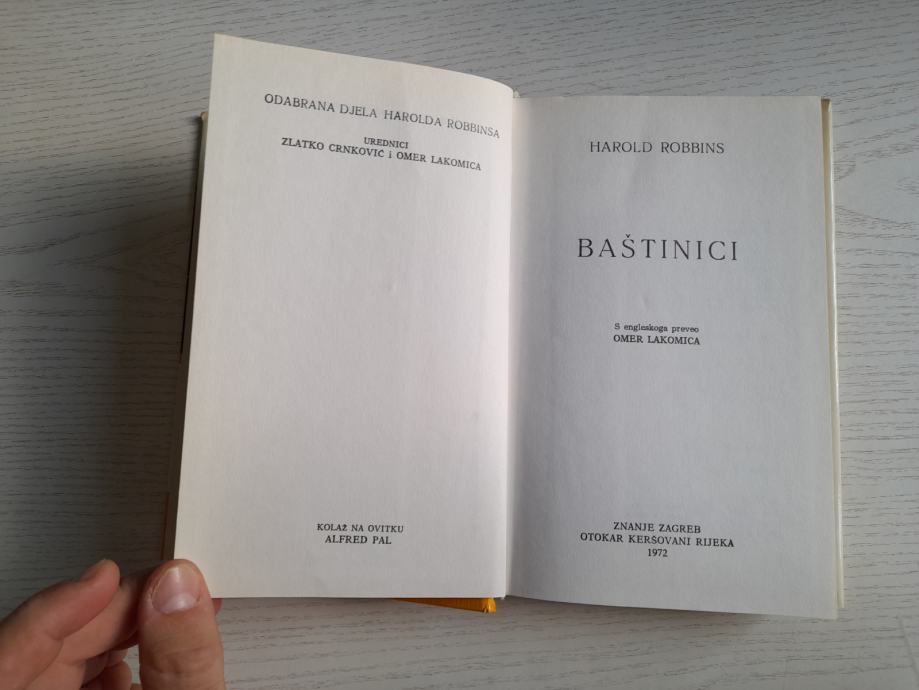 ODABRANA DJELA HAROLDA ROBBINSA
UREDNICI
ZLATKO CRNKOVIĆ i OMER LAKOMICA
KOLAŽ NA OVITKU
ALFRED PAL
HAROLD ROBBINS
BAŠTINICI
S engleskoga preveo
OMER LAKOMICA
ZNANJE ZAGREB
OTOKAR KERŠOVANI RIJEKA
1972